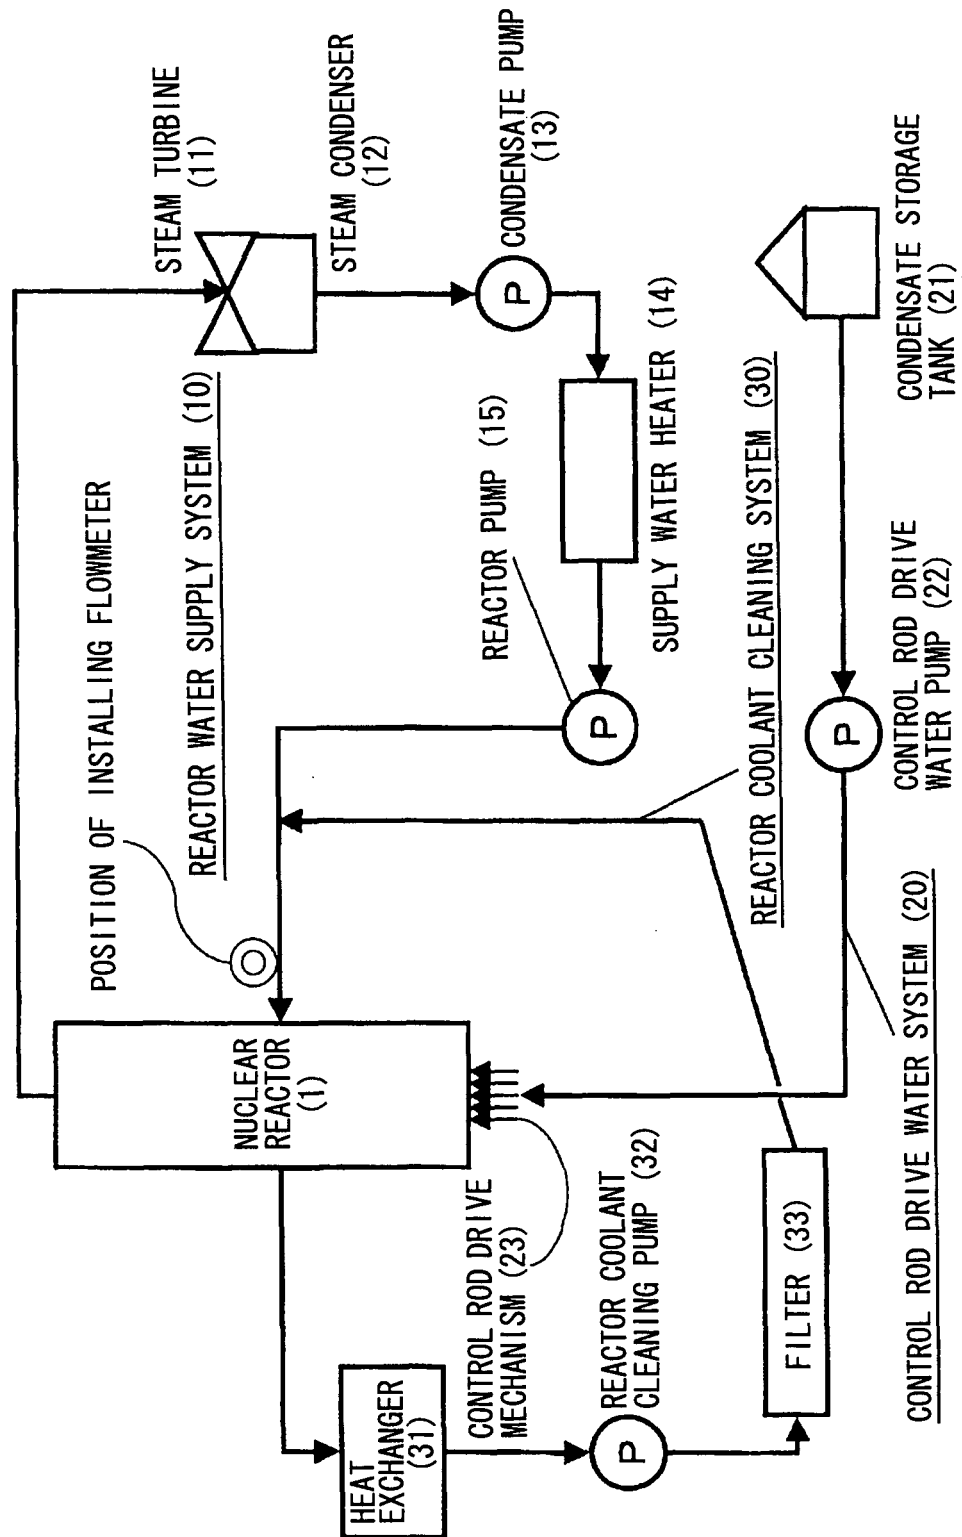 POSITION OF INSTALLING FLOWMETER
REACTOR WATER SUPPLY SYSTEM (10)
STEAM TURBINE
(11)
STEAM CONDENSER
(12)
CONDENSATE PUMP
(13)
P
NUCLEAR
REACTOR
(1)
REACTOR PUMP (15)
P
SUPPLY WATER HEATER (14)
HEAT
EXCHANGER
(31)
CONTROL ROD DRIVE
MECHANISM (23)
REACTOR COOLANT
CLEANING PUMP (32)
P
REACTOR COOLANT CLEANING SYSTEM (30)
FILTER (33)
P
CONTROL ROD DRIVE
WATER PUMP (22)
CONDENSATE STORAGE
TANK (21)
CONTROL ROD DRIVE WATER SYSTEM (20)